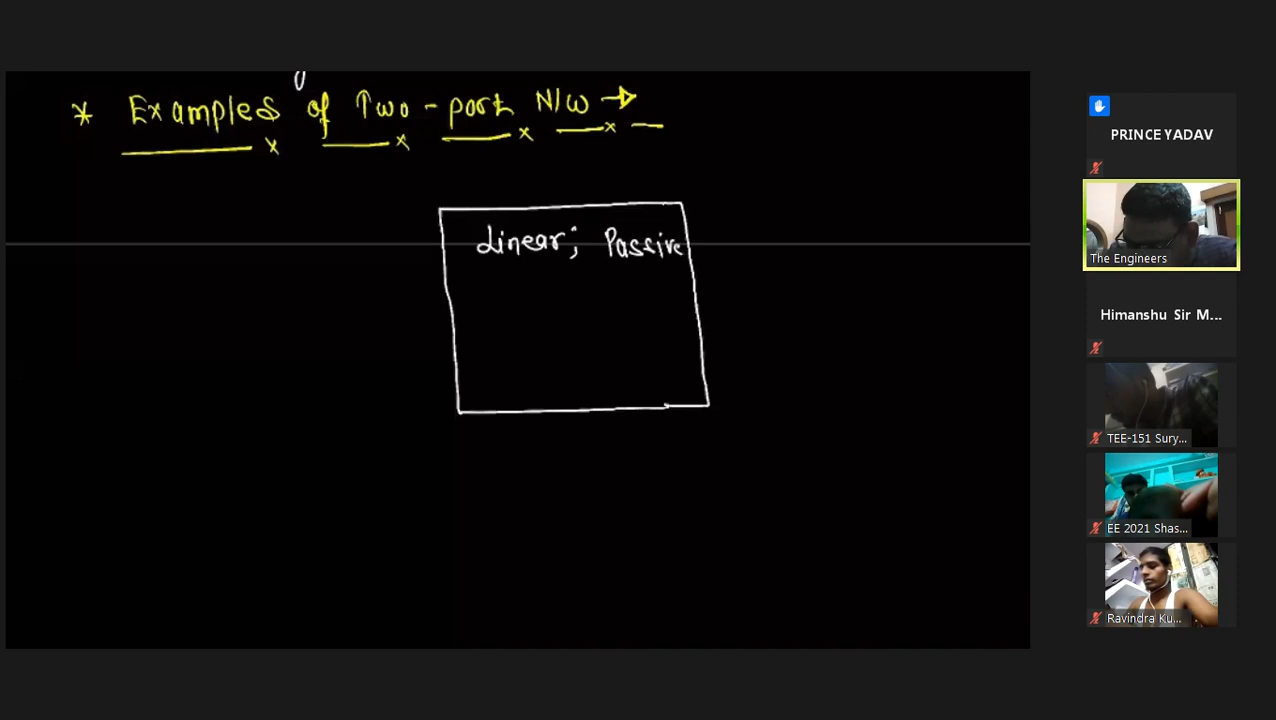 * Examples of Two-port N/W →
Linear; Passive
PRINCE YADAV
The Engineers
Himanshu Sir M...
TEE-151 Sury...
EE 2021 Shas...
Ravindra Ku...